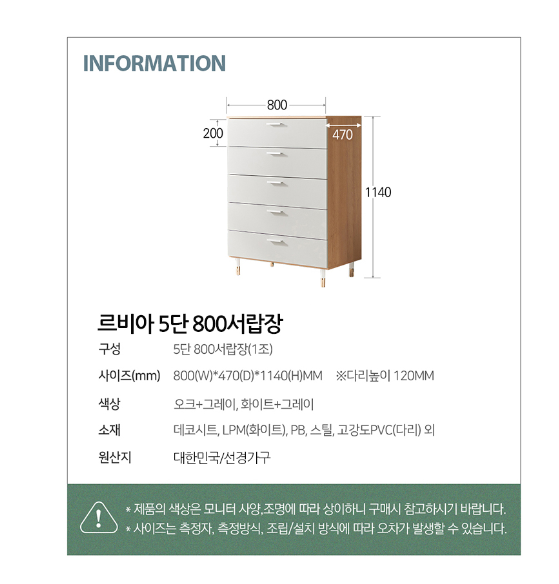 INFORMATION
800
200
470
1140
르비아 5단 800서랍장
구성 5단 800서랍장(1조)
사이즈(mm) 800(W)*470(D)*1140(H)MM ※다리높이 120MM
색상 오크+그레이, 화이트+그레이
소재 데코시트, LPM(화이트), PB, 스틸, 고강도PVC(다리) 외
원산지 대한민국/선경가구
* 제품의 색상은 모니터 사양,조명에 따라 상이하니 구매시 참고하시기 바랍니다.
* 사이즈는 측정자, 측정방식, 조립/설치 방식에 따라 오차가 발생할 수 있습니다.